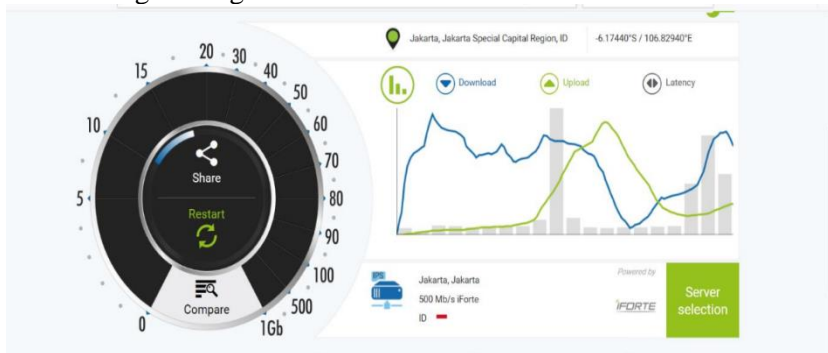 Jakarta, Jakarta Special Capital Region, ID
-6.17440°S / 106.82940°E
Download
Upload
Latency
0
5
10
15
20
30
40
50
60
70
80
90
100
500
1Gb
Share
Restart
Compare
Jakarta, Jakarta
500 Mb/s iForte
ID
Powered by
iFORTE
Server
selection